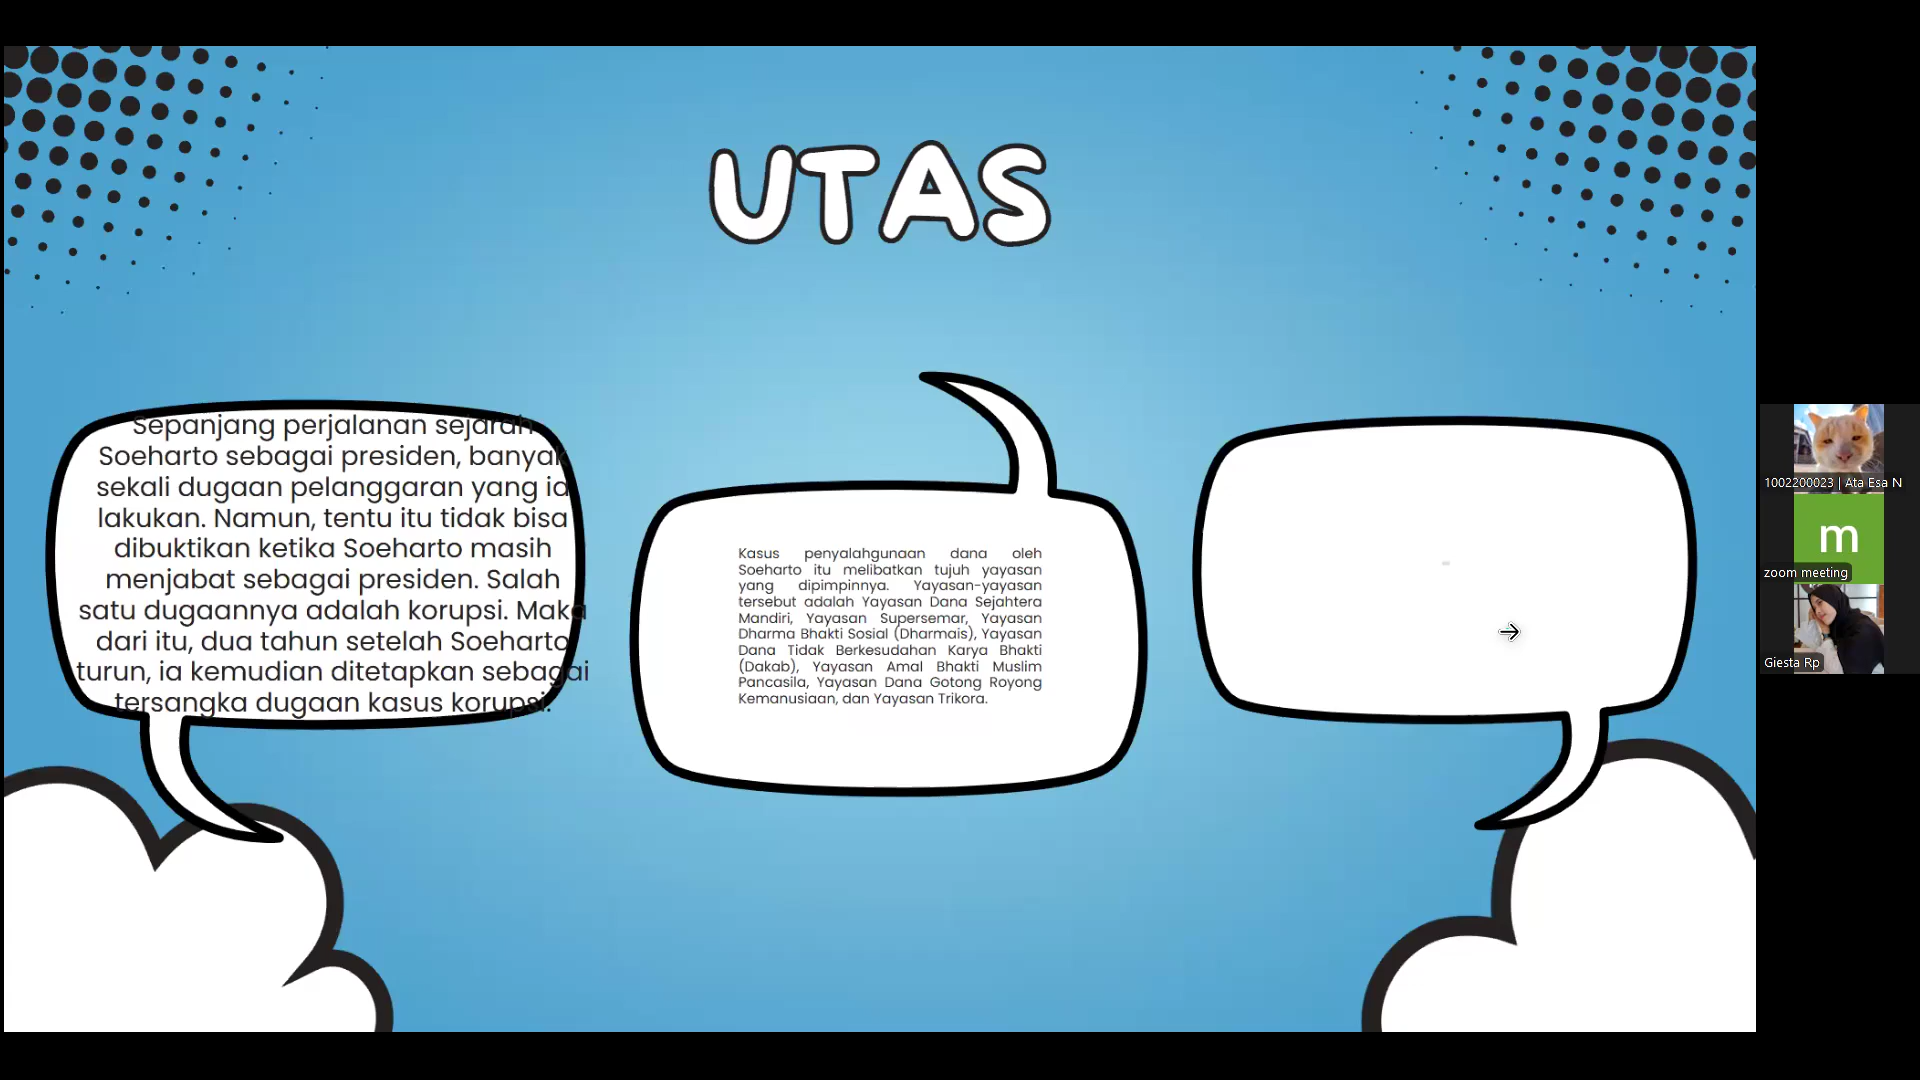 UTAS
Sepanjang perjalanan sejarah
Soeharto sebagai presiden, banyak
sekali dugaan pelanggaran yang ia
lakukan. Namun, tentu itu tidak bisa
dibuktikan ketika Soeharto masih
menjabat sebagai presiden. Salah
satu dugaannya adalah korupsi. Maka
dari itu, dua tahun setelah Soeharto
turun, ia kemudian ditetapkan sebagai
tersangka dugaan kasus korupsi.
Kasus penyalahgunaan dana oleh
Soeharto itu melibatkan tujuh yayasan
yang dipimpinnya. Yayasan-yayasan
tersebut adalah Yayasan Dana Sejahtera
Mandiri, Yayasan Supersemar, Yayasan
Dharma Bhakti Sosial (Dharmais), Yayasan
Dana Tidak Berkesudahan Karya Bhakti
(Dakab), Yayasan Amal Bhakti Muslim
Pancasila, Yayasan Dana Gotong Royong
Kemanusiaan, dan Yayasan Trikora.
1002200023 | Ata Esa N
m
zoom meeting
Giesta Rp